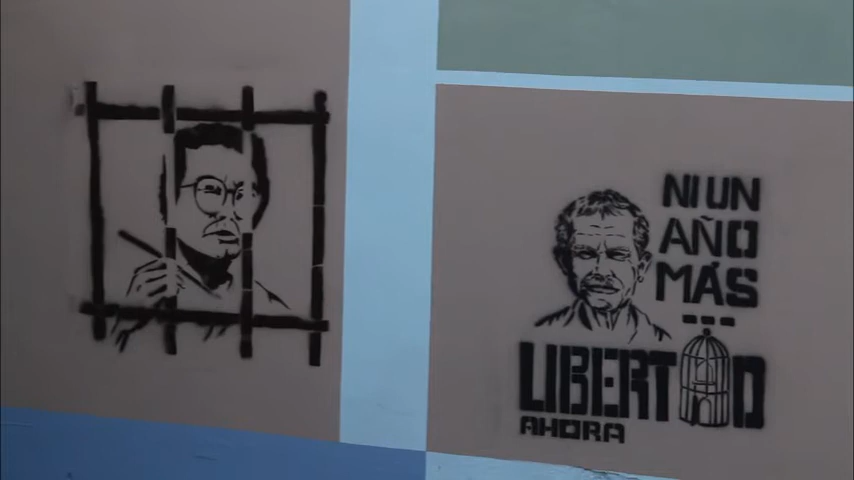 NI UN
AÑO
MÁS
...
LIBERTAD
AHORA